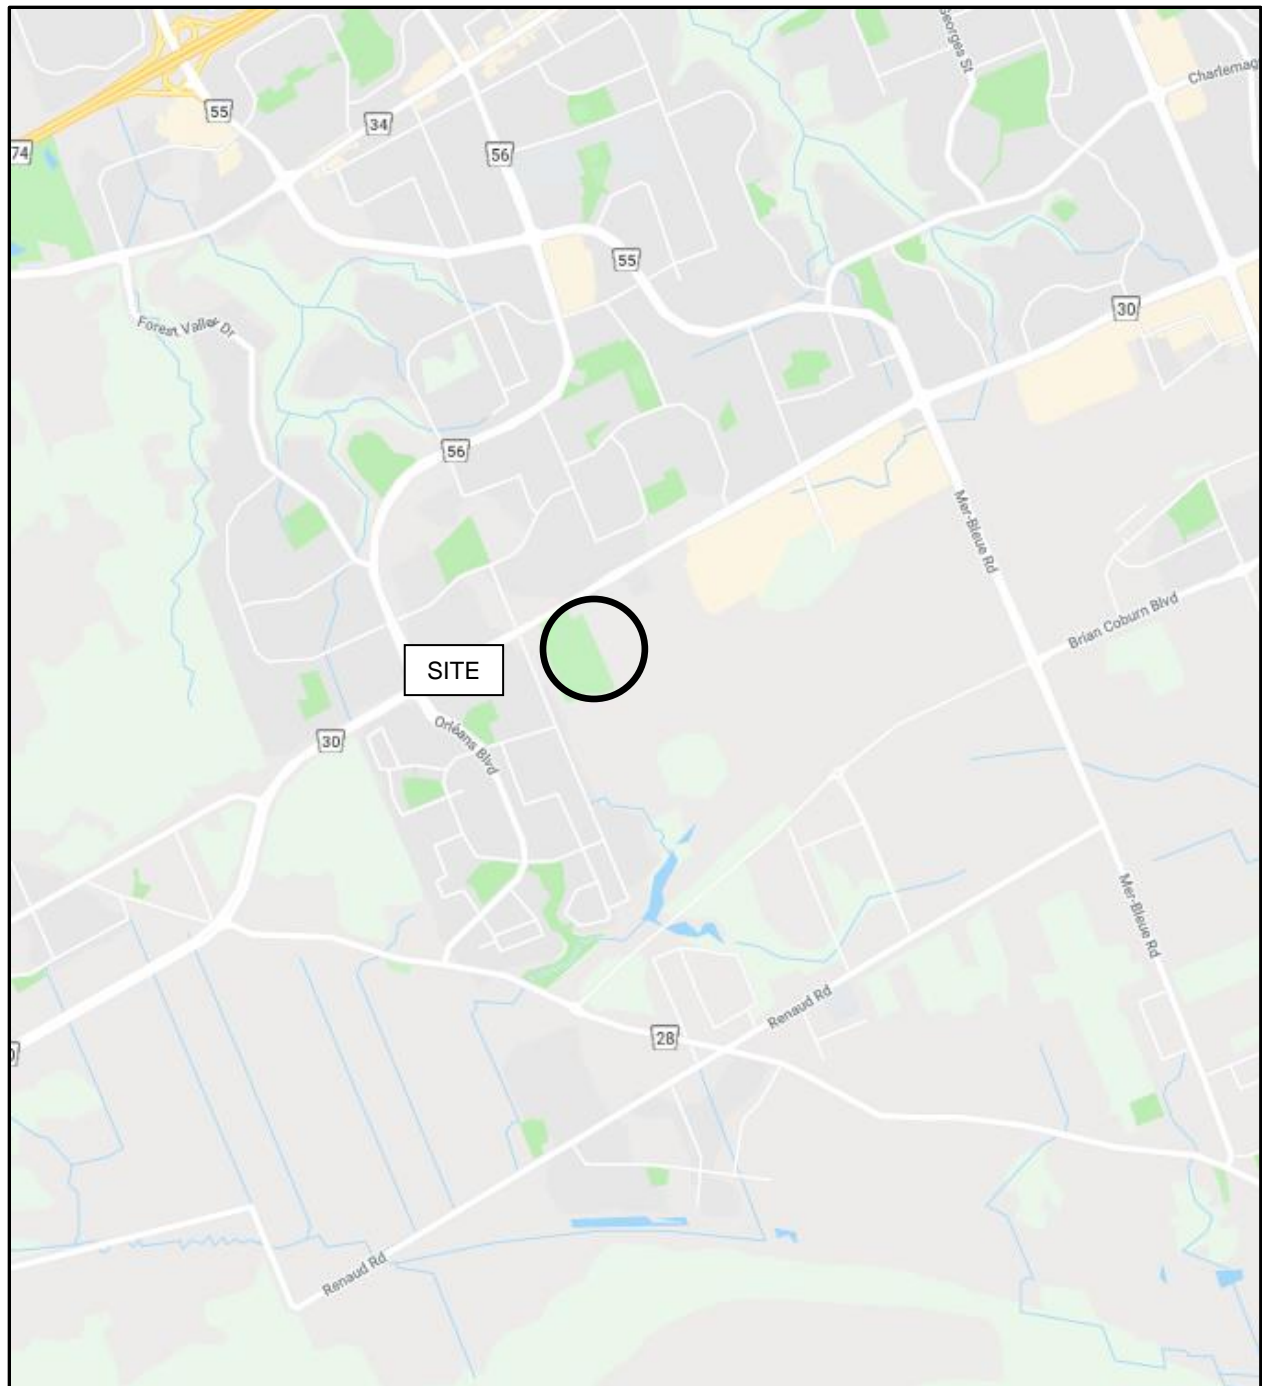 Georges St
Charlemag
55
34
74
56
55
30
Forest Valley Dr
56
Mer-Bleue Rd
Brian Coburn Blvd
SITE
30
Orléans Blvd
Mer-Bleue Rd
Renaud Rd
28
Renaud Rd